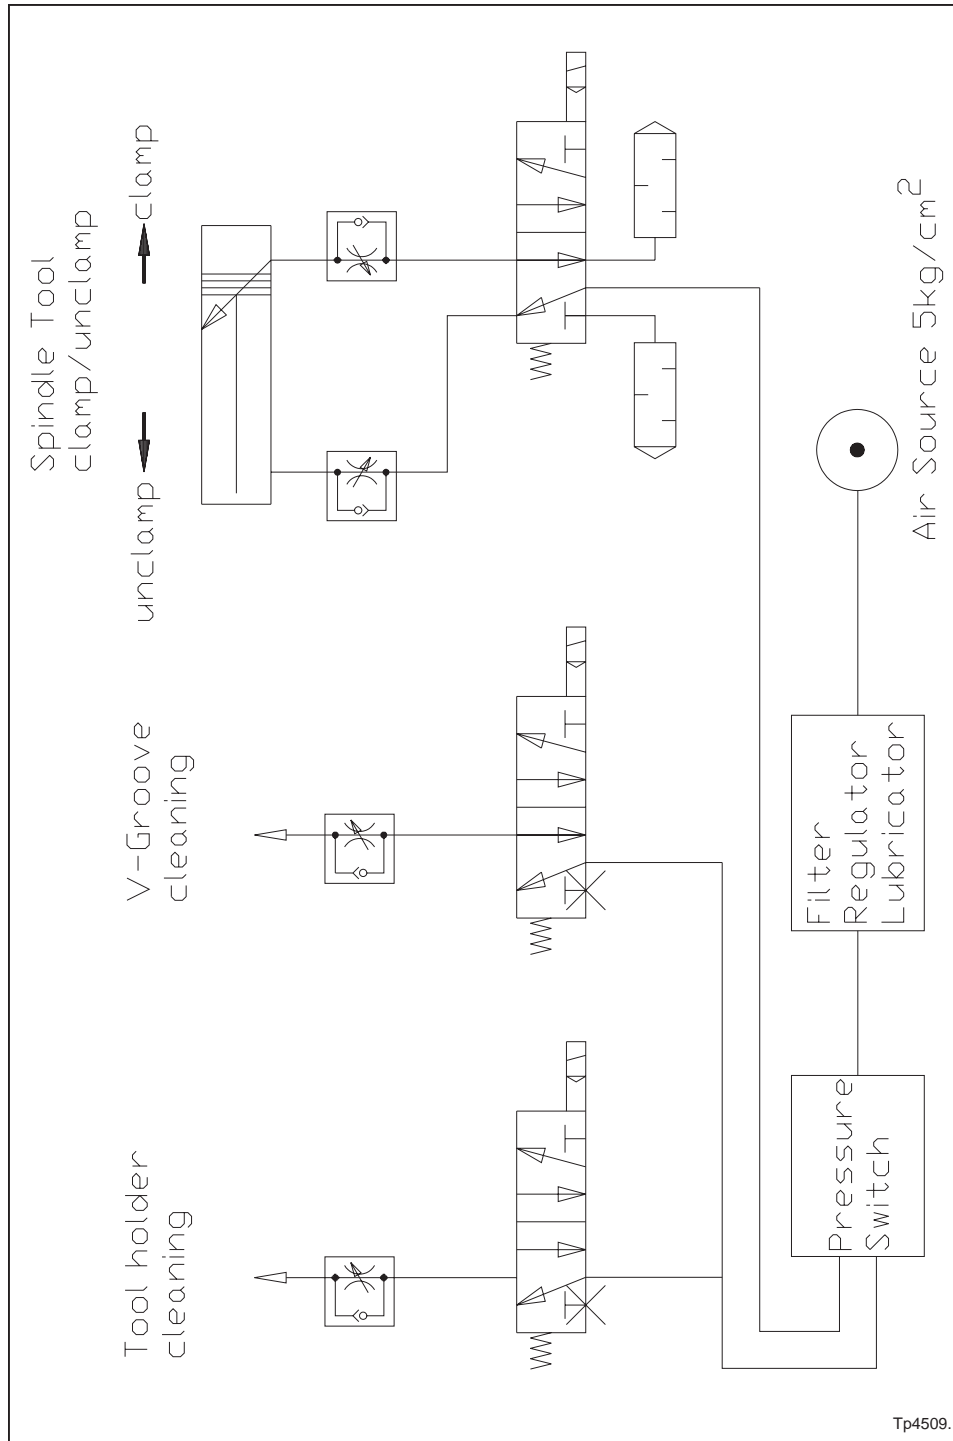 Spindle Tool
clamp/unclamp
unclamp
clamp
V-Groove
cleaning
Tool holder
cleaning
Air Source 5kg/cm²
Filter
Regulator
Lubricator
Pressure
Switch
Tp4509.